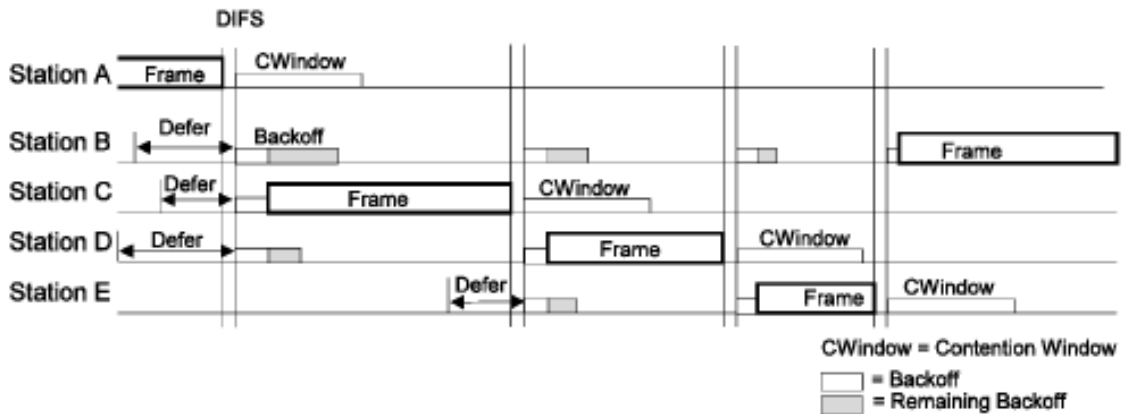 DIFS
Station A Frame CWindow
Station B Defer Backoff Frame
Station C Defer Frame CWindow
Station D Defer Frame CWindow
Station E Defer Frame CWindow
CWindow = Contention Window
= Backoff
= Remaining Backoff